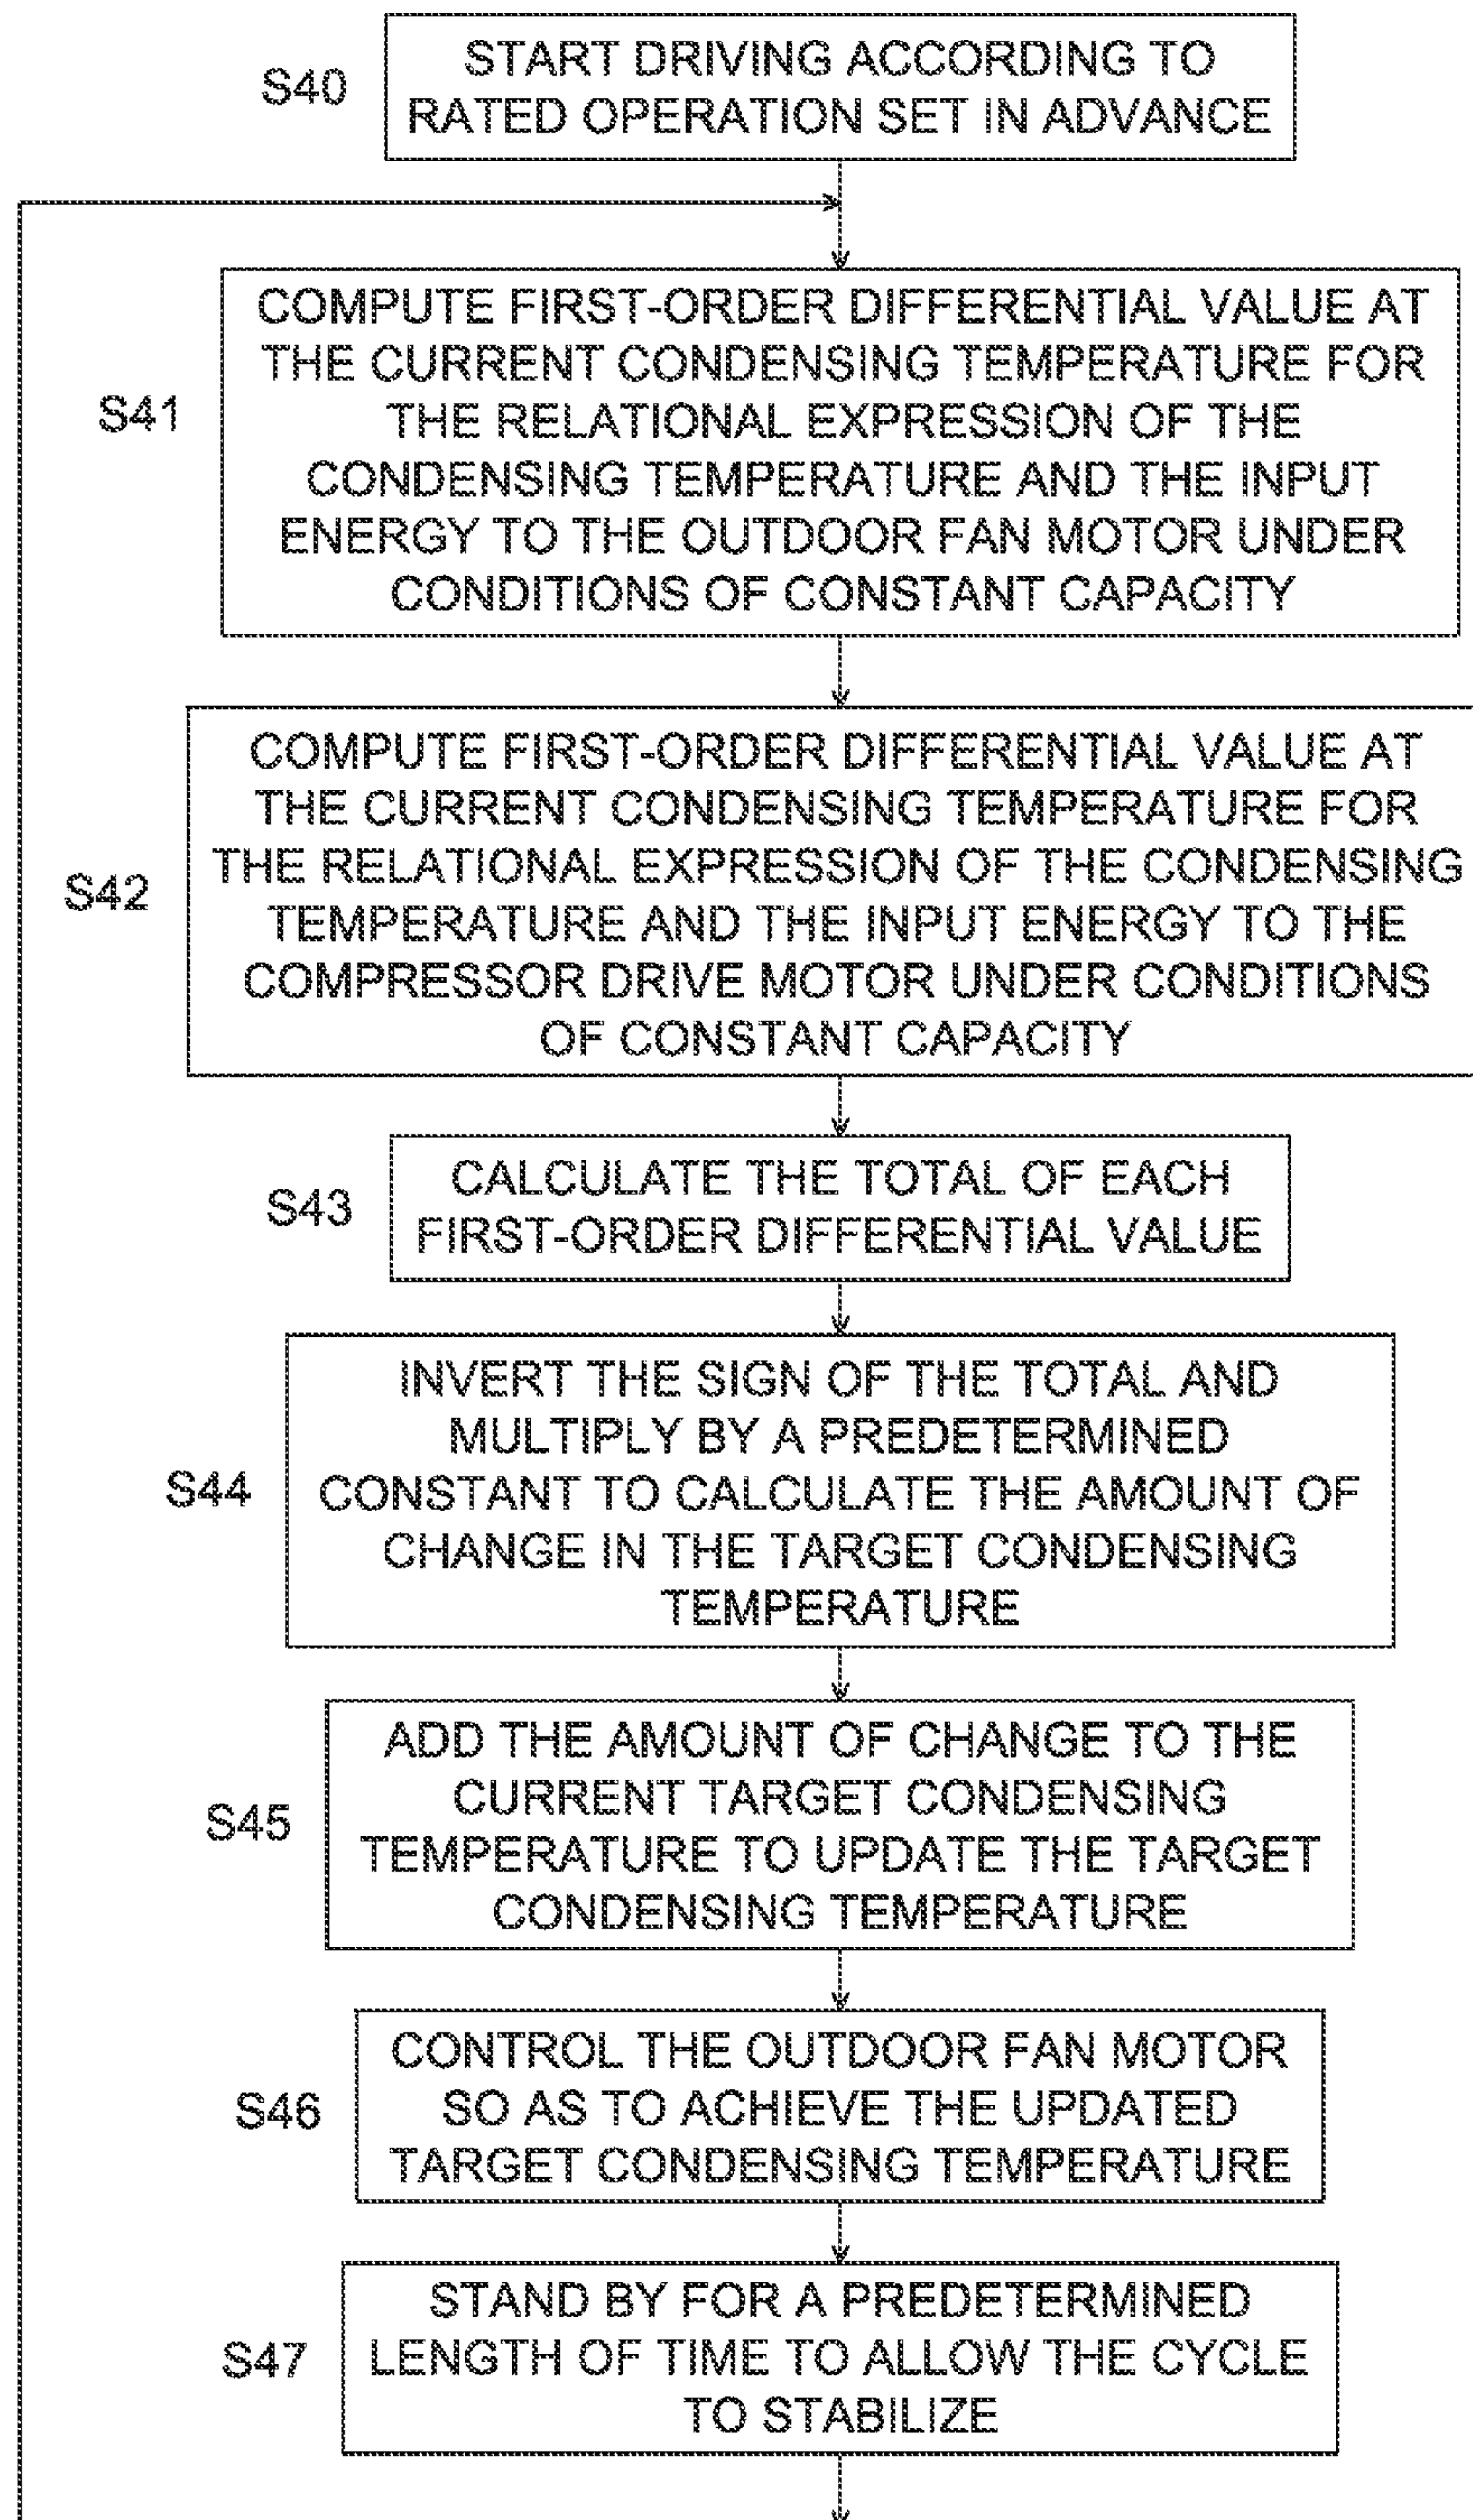 S40
START DRIVING ACCORDING TO
RATED OPERATION SET IN ADVANCE
S41
COMPUTE FIRST-ORDER DIFFERENTIAL VALUE AT
THE CURRENT CONDENSING TEMPERATURE FOR
THE RELATIONAL EXPRESSION OF THE
CONDENSING TEMPERATURE AND THE INPUT
ENERGY TO THE OUTDOOR FAN MOTOR UNDER
CONDITIONS OF CONSTANT CAPACITY
S42
COMPUTE FIRST-ORDER DIFFERENTIAL VALUE AT
THE CURRENT CONDENSING TEMPERATURE FOR
THE RELATIONAL EXPRESSION OF THE CONDENSING
TEMPERATURE AND THE INPUT ENERGY TO THE
COMPRESSOR DRIVE MOTOR UNDER CONDITIONS
OF CONSTANT CAPACITY
S43
CALCULATE THE TOTAL OF EACH
FIRST-ORDER DIFFERENTIAL VALUE
S44
INVERT THE SIGN OF THE TOTAL AND
MULTIPLY BY A PREDETERMINED
CONSTANT TO CALCULATE THE AMOUNT OF
CHANGE IN THE TARGET CONDENSING
TEMPERATURE
S45
ADD THE AMOUNT OF CHANGE TO THE
CURRENT TARGET CONDENSING
TEMPERATURE TO UPDATE THE TARGET
CONDENSING TEMPERATURE
S46
CONTROL THE OUTDOOR FAN MOTOR
SO AS TO ACHIEVE THE UPDATED
TARGET CONDENSING TEMPERATURE
S47
STAND BY FOR A PREDETERMINED
LENGTH OF TIME TO ALLOW THE CYCLE
TO STABILIZE